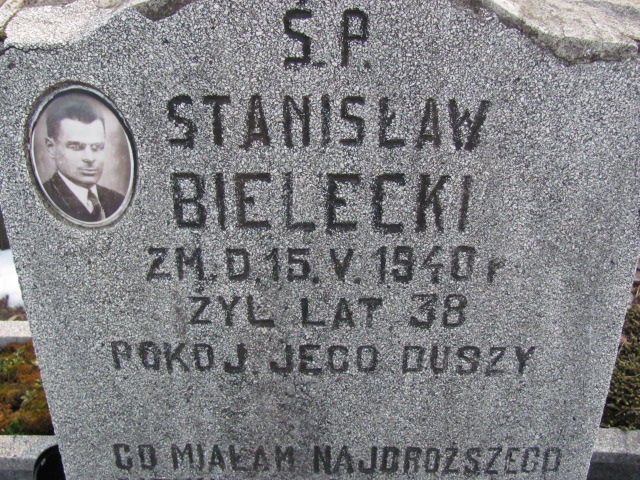 Ś.P.
STANISŁAW
BIELECKI
ZM. D. 15. V. 1940 r
ŻYŁ LAT 38
POKÓJ JEGO DUSZY
CO MIAŁAM NAJDROŻSZEGO